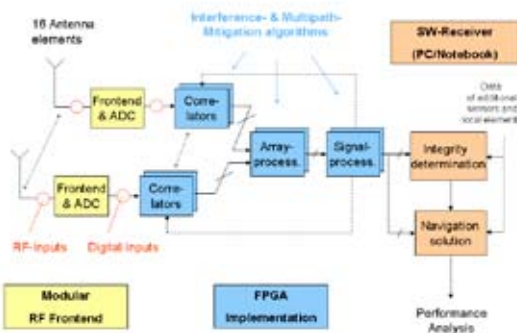 16 Antenna
elements
Interference- & Multipath-
Mitigation algorithms
SW-Receiver
(PC/Notebook)
Frontend
& ADC
Corre-
lators
Data
of additional
sensors and
local elements
Array-
process.
Signal-
process.
Integrity
determination
Frontend
& ADC
Corre-
lators
RF-Inputs
Digital Inputs
Navigation
solution
Modular
RF Frontend
FPGA
Implementation
Performance
Analysis